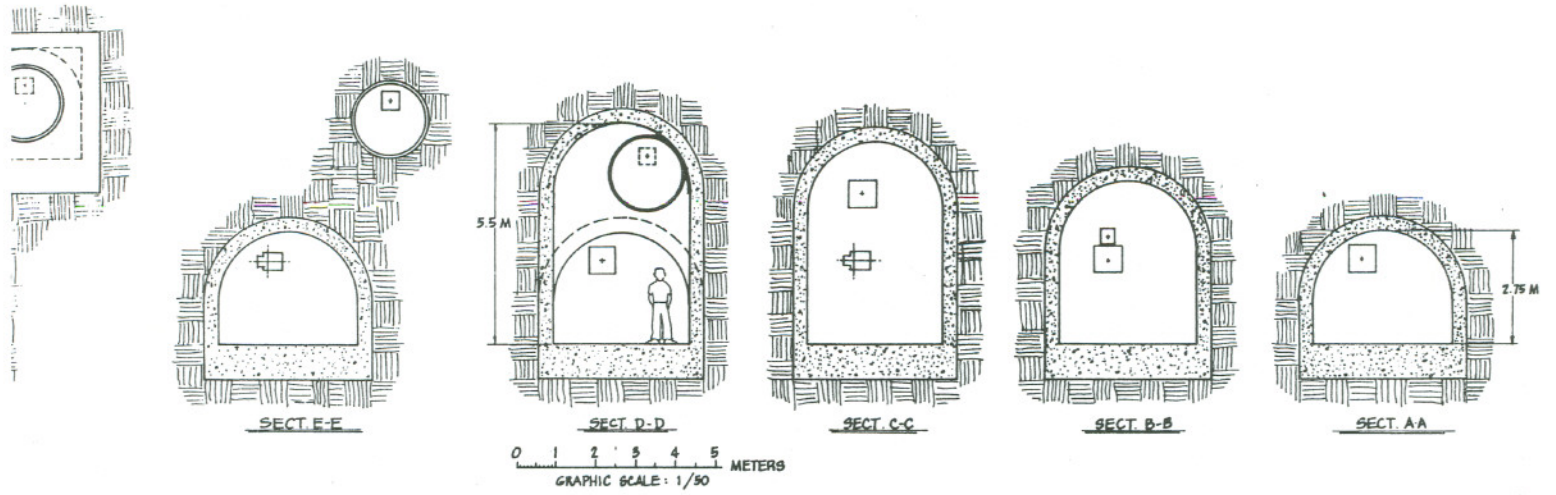 5.5 M
2.75 M
SECT. E-E
SECT. D-D
SECT. C-C
SECT. B-B
SECT. A-A
0 1 2 3 4 5 METERS
GRAPHIC SCALE: 1/50